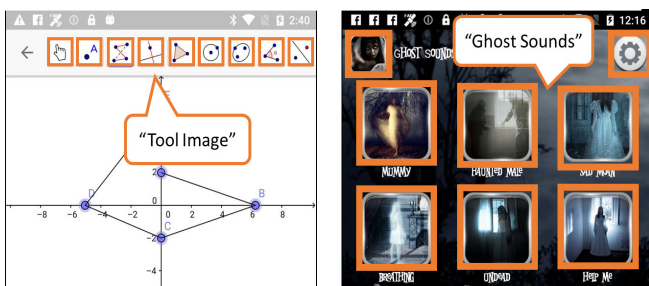 2:40
A
“Tool Image”
2
D
B
0
-8 -6 -4 -2 0 2 4 6 8
C
-2
-4
12:16
GHOST SOUNDS
“Ghost Sounds”
MUMMY HAUNTED MALE SAD MAN
BREATHING UNDEAD HELP ME